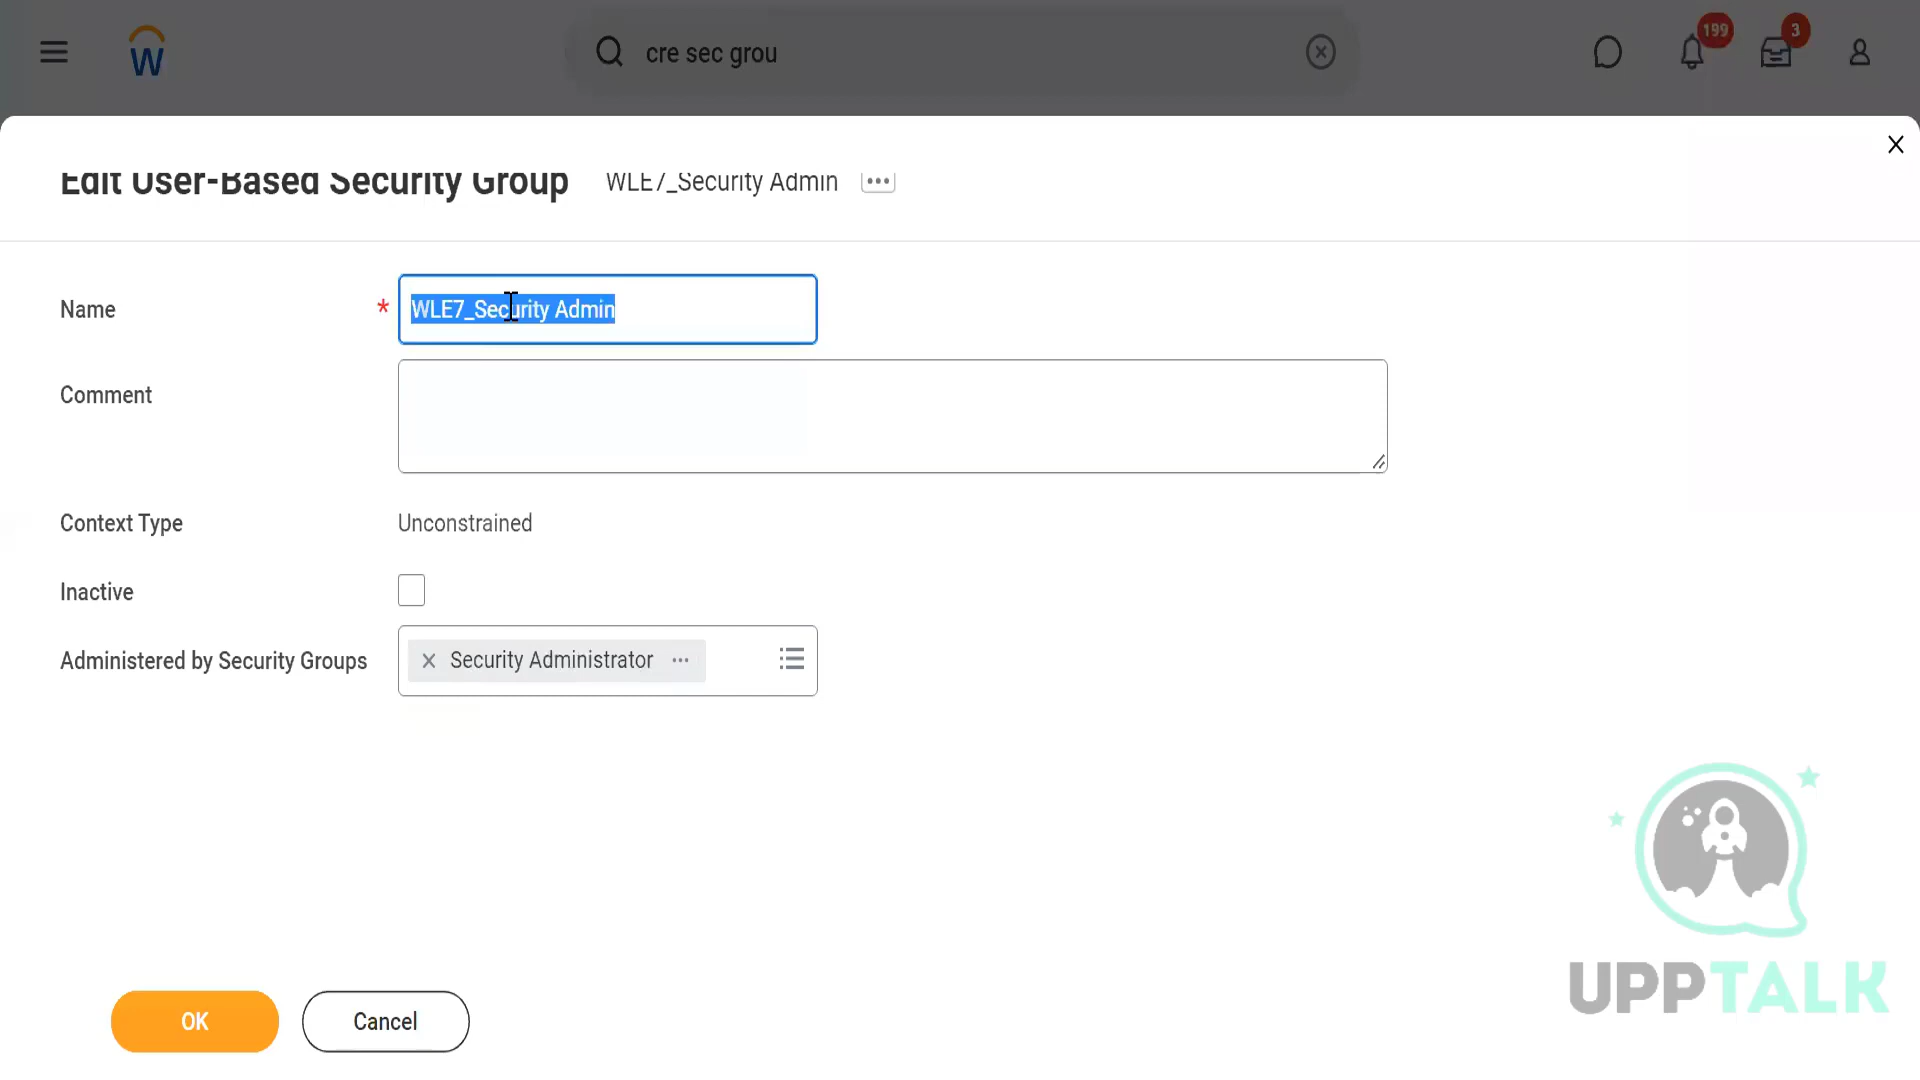 W
cre sec grou
199
3
Edit User-Based Security Group WLE7_Security Admin
Name *
WLE7_Security Admin
Comment
Context Type Unconstrained
Inactive
Administered by Security Groups
Security Administrator
OK
Cancel
UPPTALK